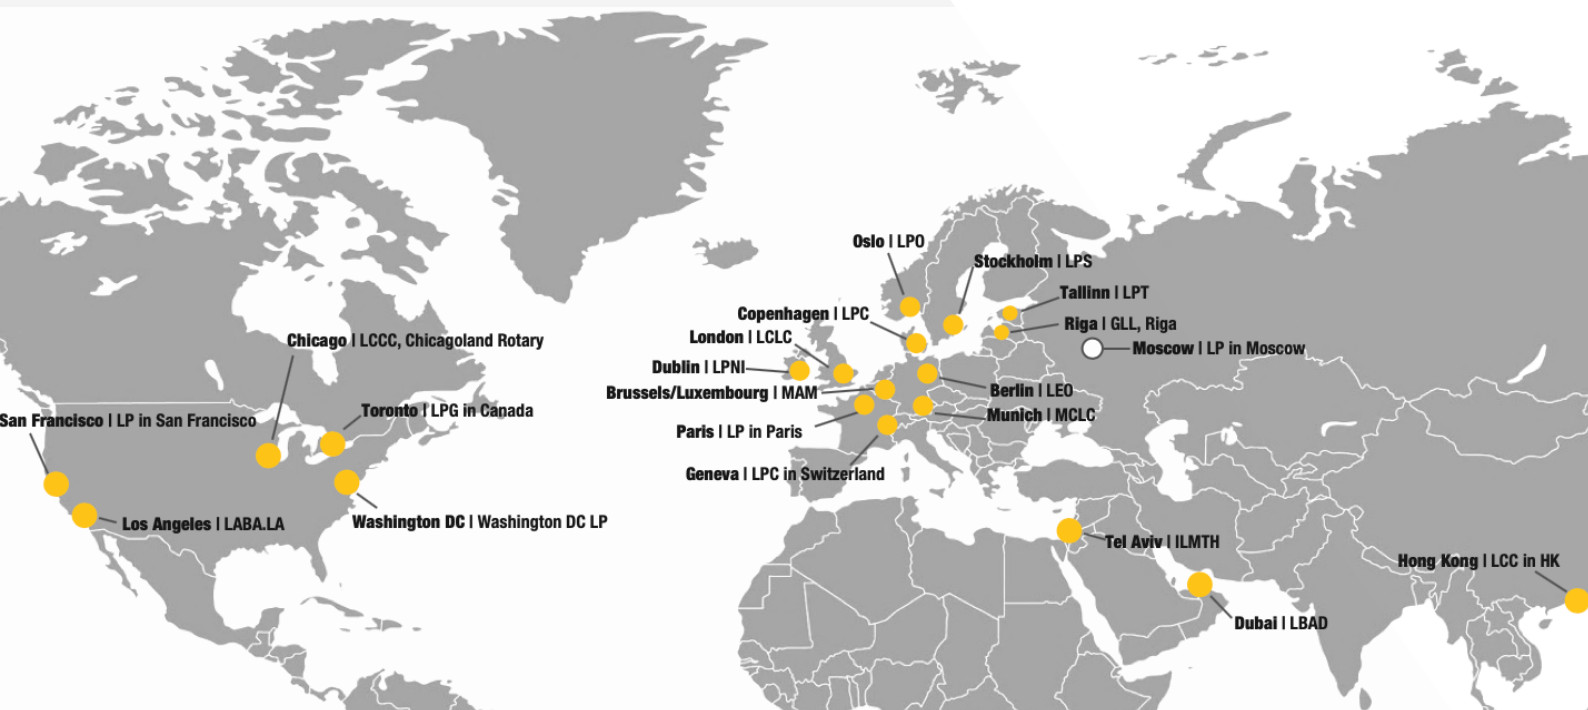 Oslo | LPO
Stockholm | LPS
Tallinn | LPT
Copenhagen | LPC
Riga | GLL, Riga
London | LCLC
Chicago | LCCC, Chicagoland Rotary
Moscow | LP in Moscow
Dublin | LPNI
Brussels/Luxembourg | MAM
Berlin | LEO
Toronto | LPG in Canada
Munich | MCLC
San Francisco | LP in San Francisco
Paris | LP in Paris
Geneva | LPC in Switzerland
Los Angeles | LABA.LA
Washington DC | Washington DC LP
Tel Aviv | ILMTH
Hong Kong | LCC in HK
Dubai | LBAD